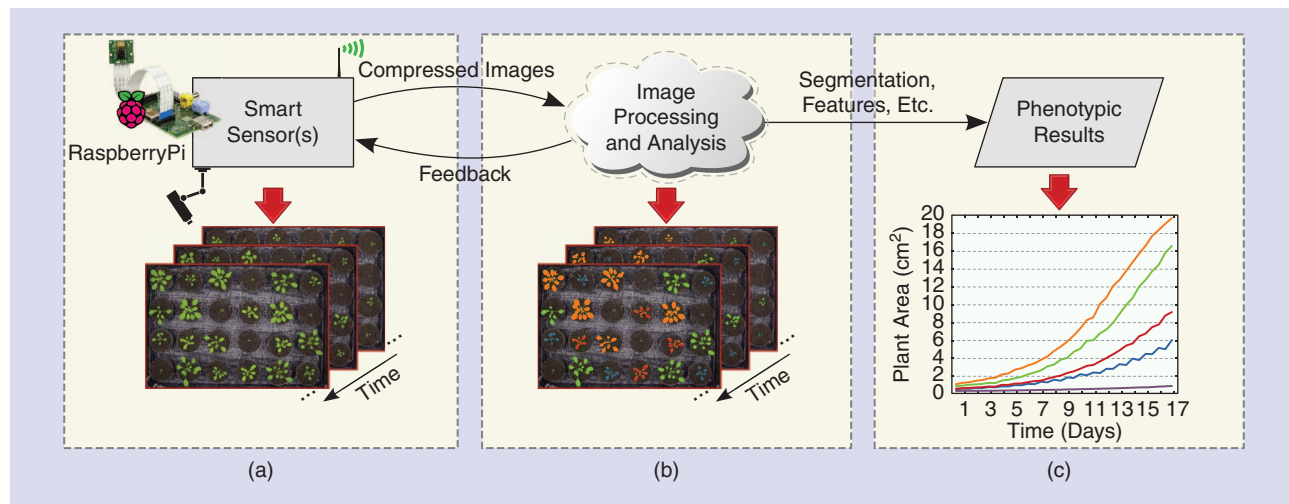 RaspberryPi
Smart
Sensor(s)
Compressed Images
Feedback
...
...
Time
(a)
Image
Processing
and Analysis
...
...
Time
(b)
Segmentation,
Features, Etc.
Phenotypic
Results
Plant Area (cm²)
20
18
16
14
12
10
8
6
4
2
0
1 3 5 7 9 11 13 15 17
Time (Days)
(c)